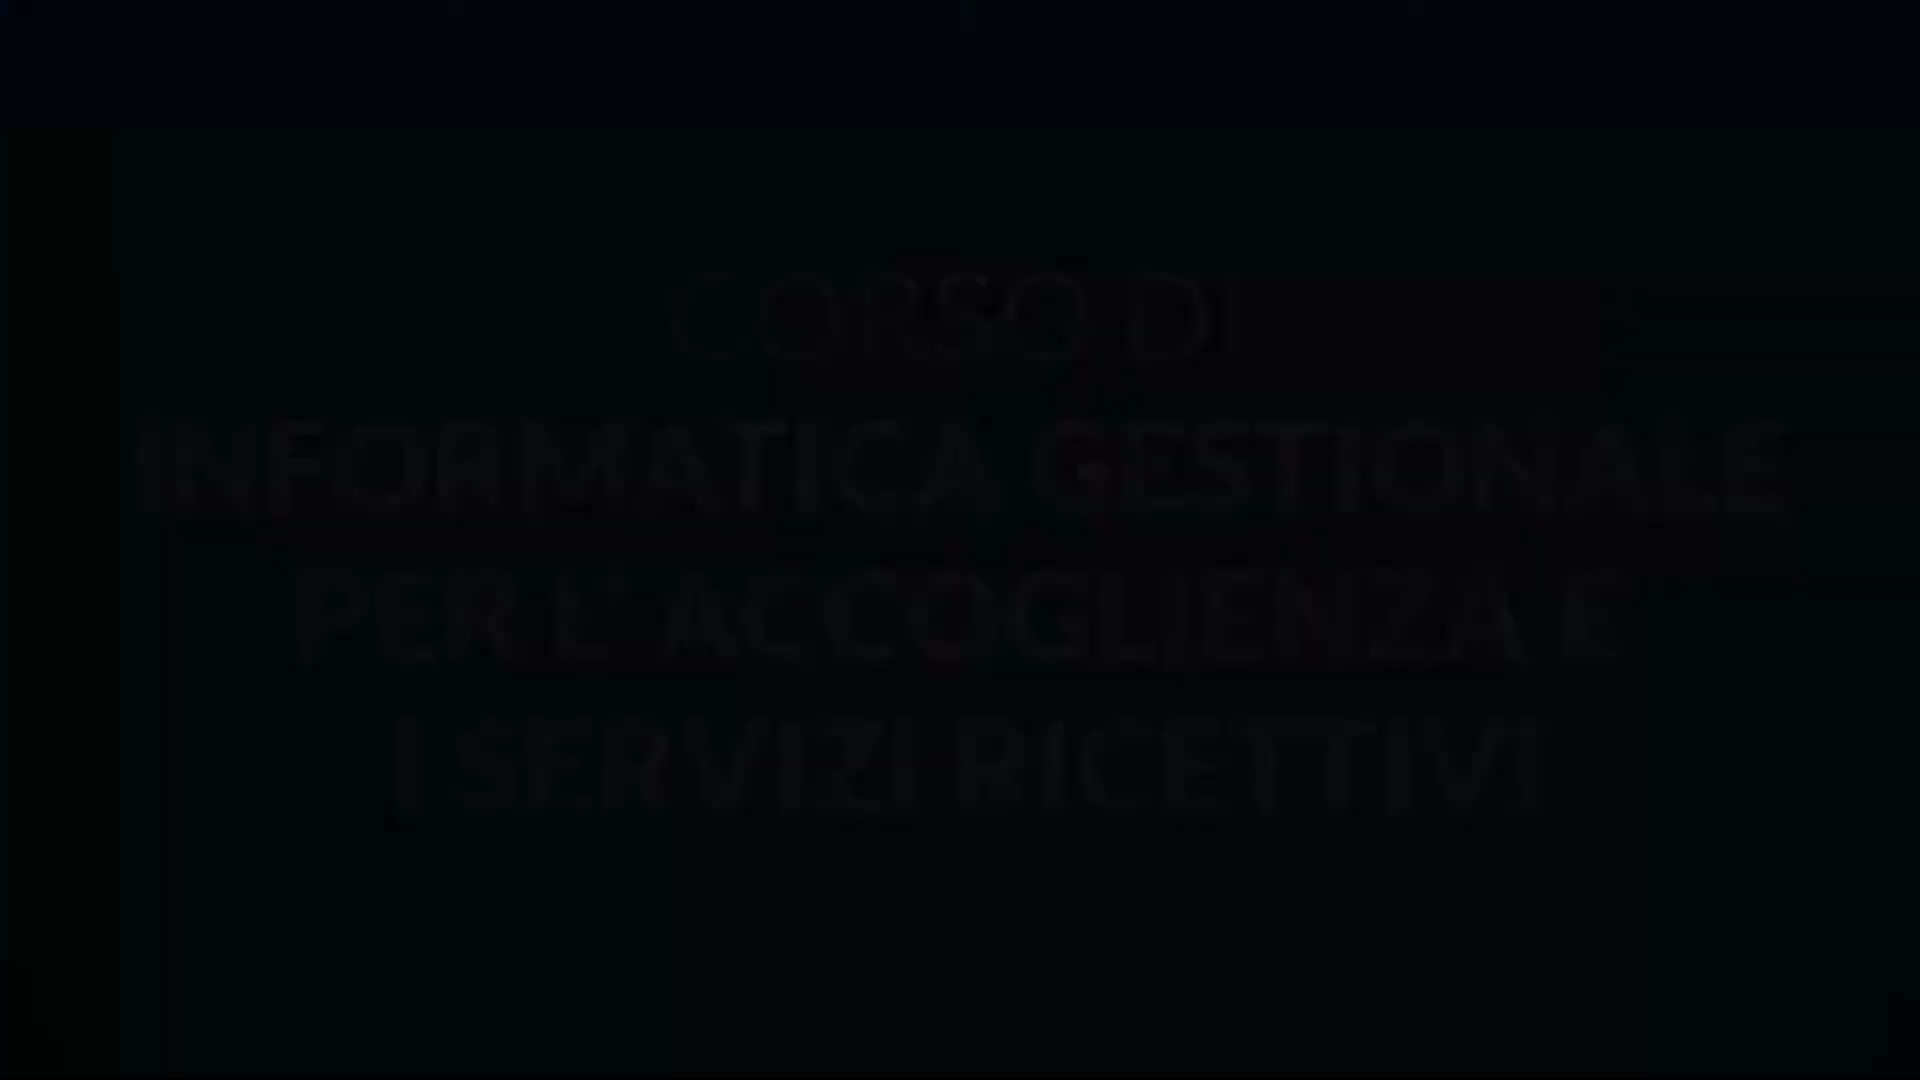 CORSO DI
INFORMATICA GESTIONALE
PER L'ACCOGLIENZA E
I SERVIZI RICETTIVI